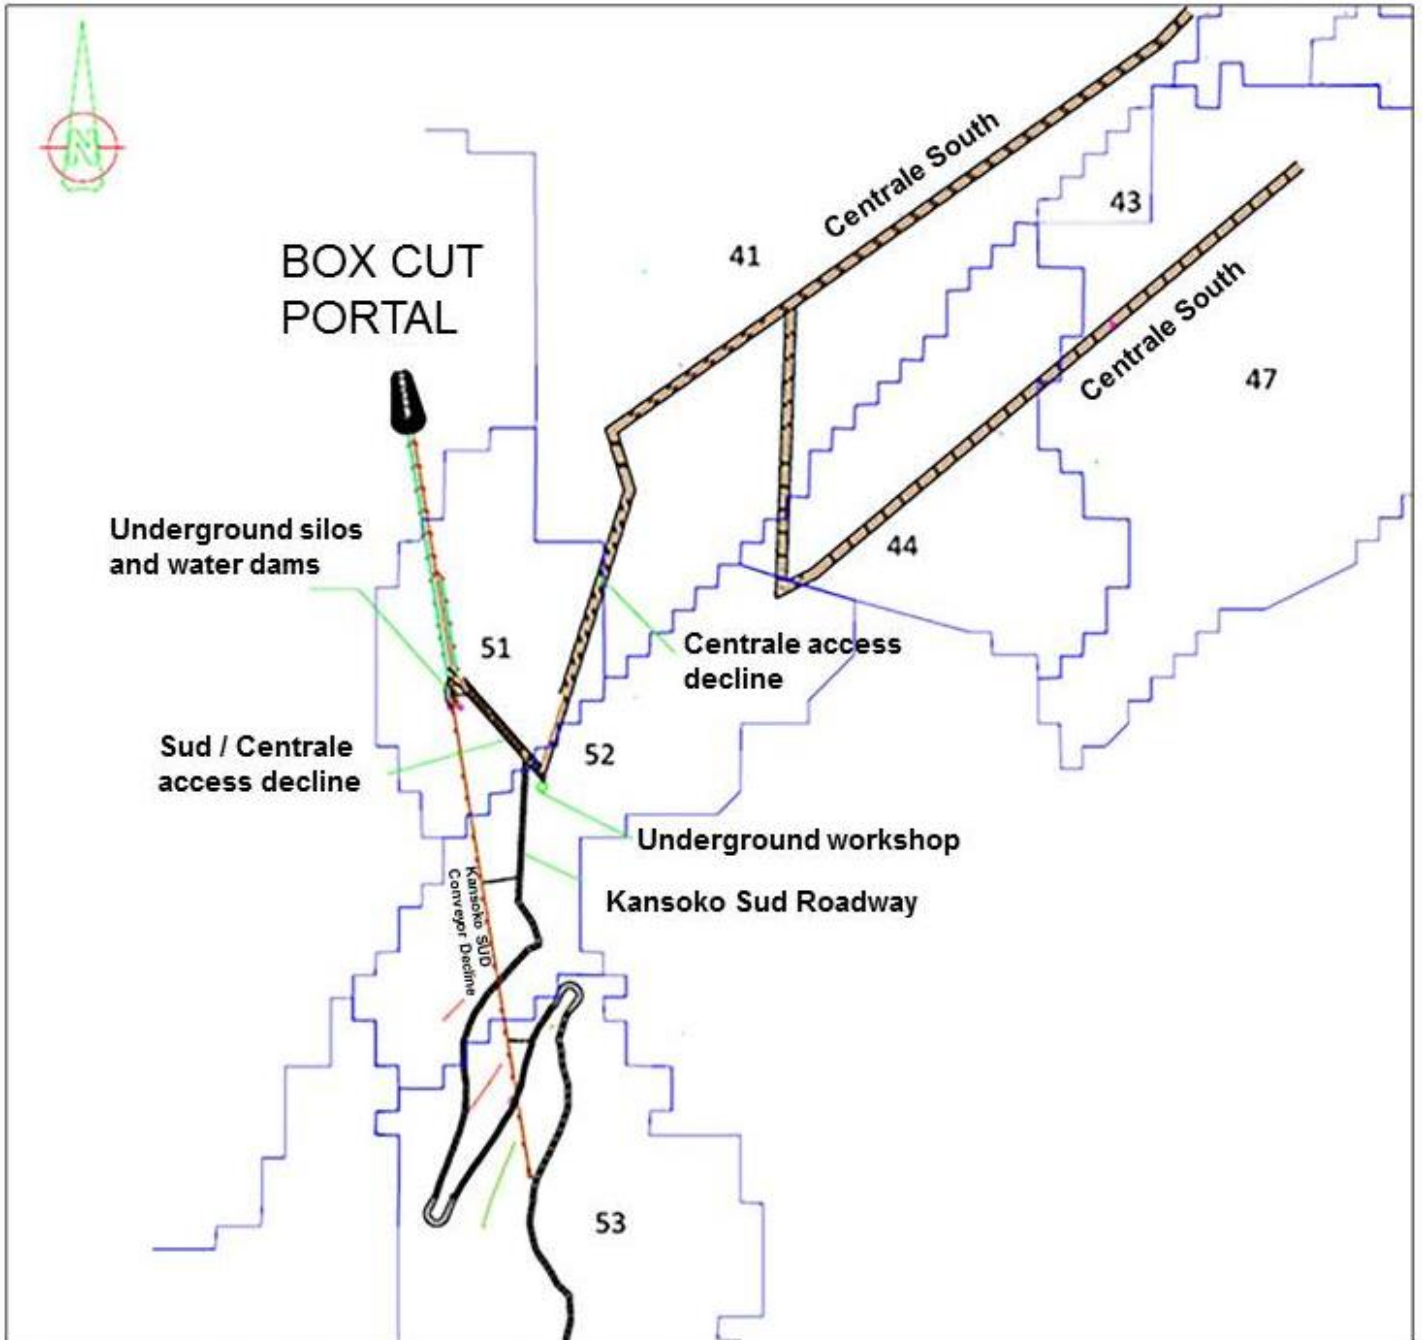 N
Centrale South
43
41
BOX CUT
PORTAL
Centrale South
47
Underground silos
and water dams
44
51
Centrale access
decline
Sud / Centrale
access decline
52
Underground workshop
Kansoko SUD
Conveyor Decline
Kansoko Sud Roadway
53